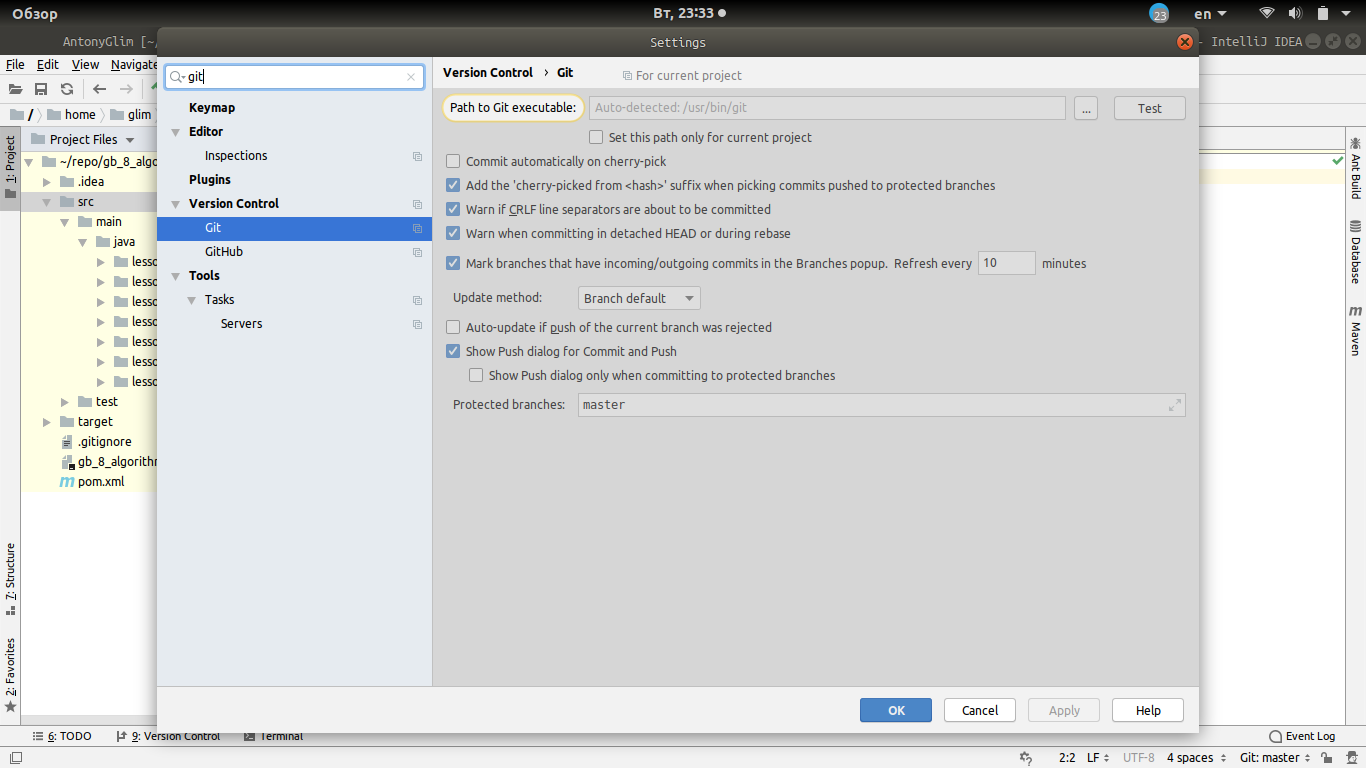 Обзор
Вт, 23:33
23
en
AntonyGlim [~/
Settings
- IntelliJ IDEA
File Edit View Navigate
/ home glim
Project Files
1: Project
~/repo/gb_8_algo
.idea
src
main
java
lesso
lesso
lesso
lesso
lesso
lesso
lesso
test
target
.gitignore
gb_8_algorithm
pom.xml
7: Structure
2: Favorites
git
Keymap
Editor
Inspections
Plugins
Version Control
Git
GitHub
Tools
Tasks
Servers
Version Control › Git
For current project
Path to Git executable: Auto-detected: /usr/bin/git ... Test
Set this path only for current project
Commit automatically on cherry-pick
Add the 'cherry-picked from <hash>' suffix when picking commits pushed to protected branches
Warn if CRLF line separators are about to be committed
Warn when committing in detached HEAD or during rebase
Mark branches that have incoming/outgoing commits in the Branches popup. Refresh every 10 minutes
Update method: Branch default
Auto-update if push of the current branch was rejected
Show Push dialog for Commit and Push
Show Push dialog only when committing to protected branches
Protected branches: master
OK Cancel Apply Help
Ant Build
Database
m Maven
6: TODO 9: Version Control Terminal Event Log
2:2 LF UTF-8 4 spaces Git: master